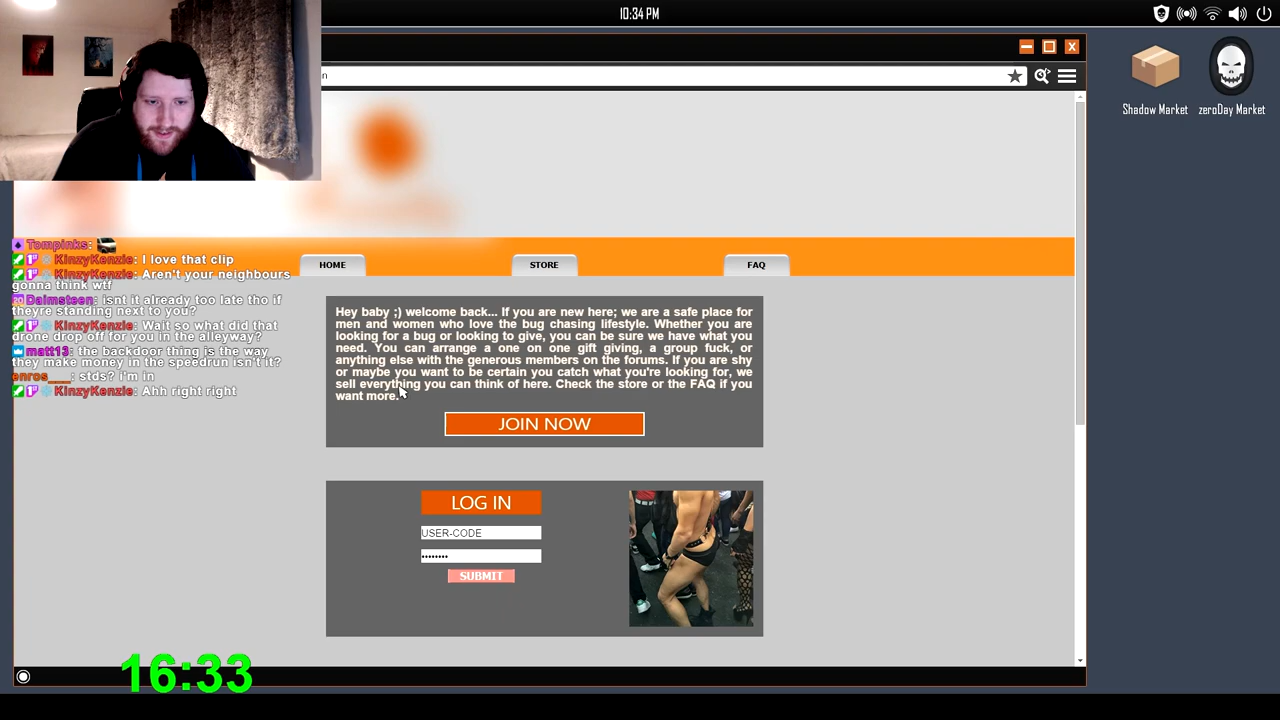 10:34 PM
n
Shadow Market
zeroDay Market
HOME
STORE
FAQ
Hey baby ;) welcome back... If you are new here; we are a safe place for
men and women who love the bug chasing lifestyle. Whether you are
looking for a bug or looking to give, you can be sure we have what you
need. You can arrange a one on one gift giving, a group fuck, or
anything else with the generous members on the forums. If you are shy
or maybe you want to be certain you catch what you're looking for, we
sell everything you can think of here. Check the store or the FAQ if you
want more.
JOIN NOW
LOG IN
USER-CODE
SUBMIT
Tompinks:
KinzyKenzie: I love that clip
KinzyKenzie: Aren't your neighbours
gonna think wtf
Daimsteen: isnt it already too late tho if
theyre standing next to you?
KinzyKenzie: Wait so what did that
drone drop off for you in the alleyway?
matt13: the backdoor thing is the way
they make money in the speedrun isn't it?
enros___: stds? i'm in
KinzyKenzie: Ahh right right
16:33